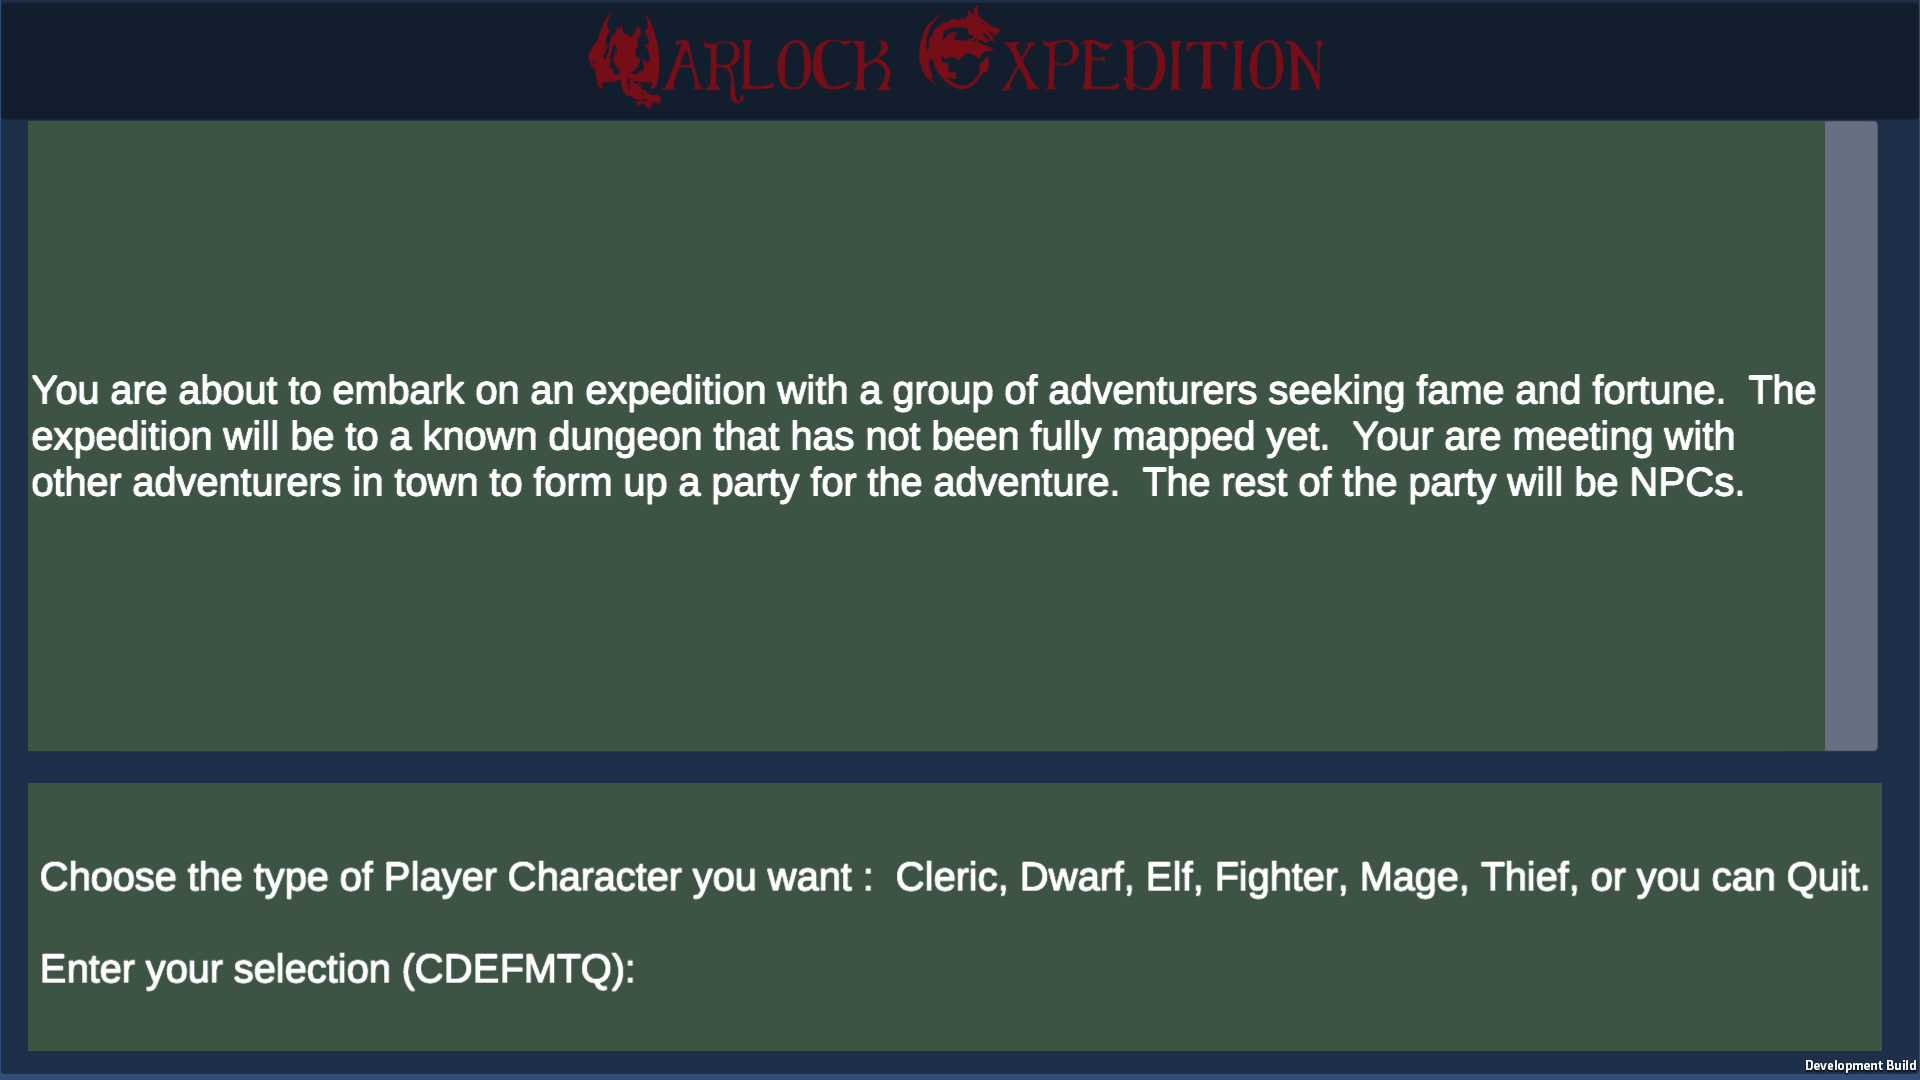 Warlock Expedition
You are about to embark on an expedition with a group of adventurers seeking fame and fortune.  The
expedition will be to a known dungeon that has not been fully mapped yet.  Your are meeting with
other adventurers in town to form up a party for the adventure.  The rest of the party will be NPCs.
Choose the type of Player Character you want :  Cleric, Dwarf, Elf, Fighter, Mage, Thief, or you can Quit.
Enter your selection (CDEFMTQ):
Development Build